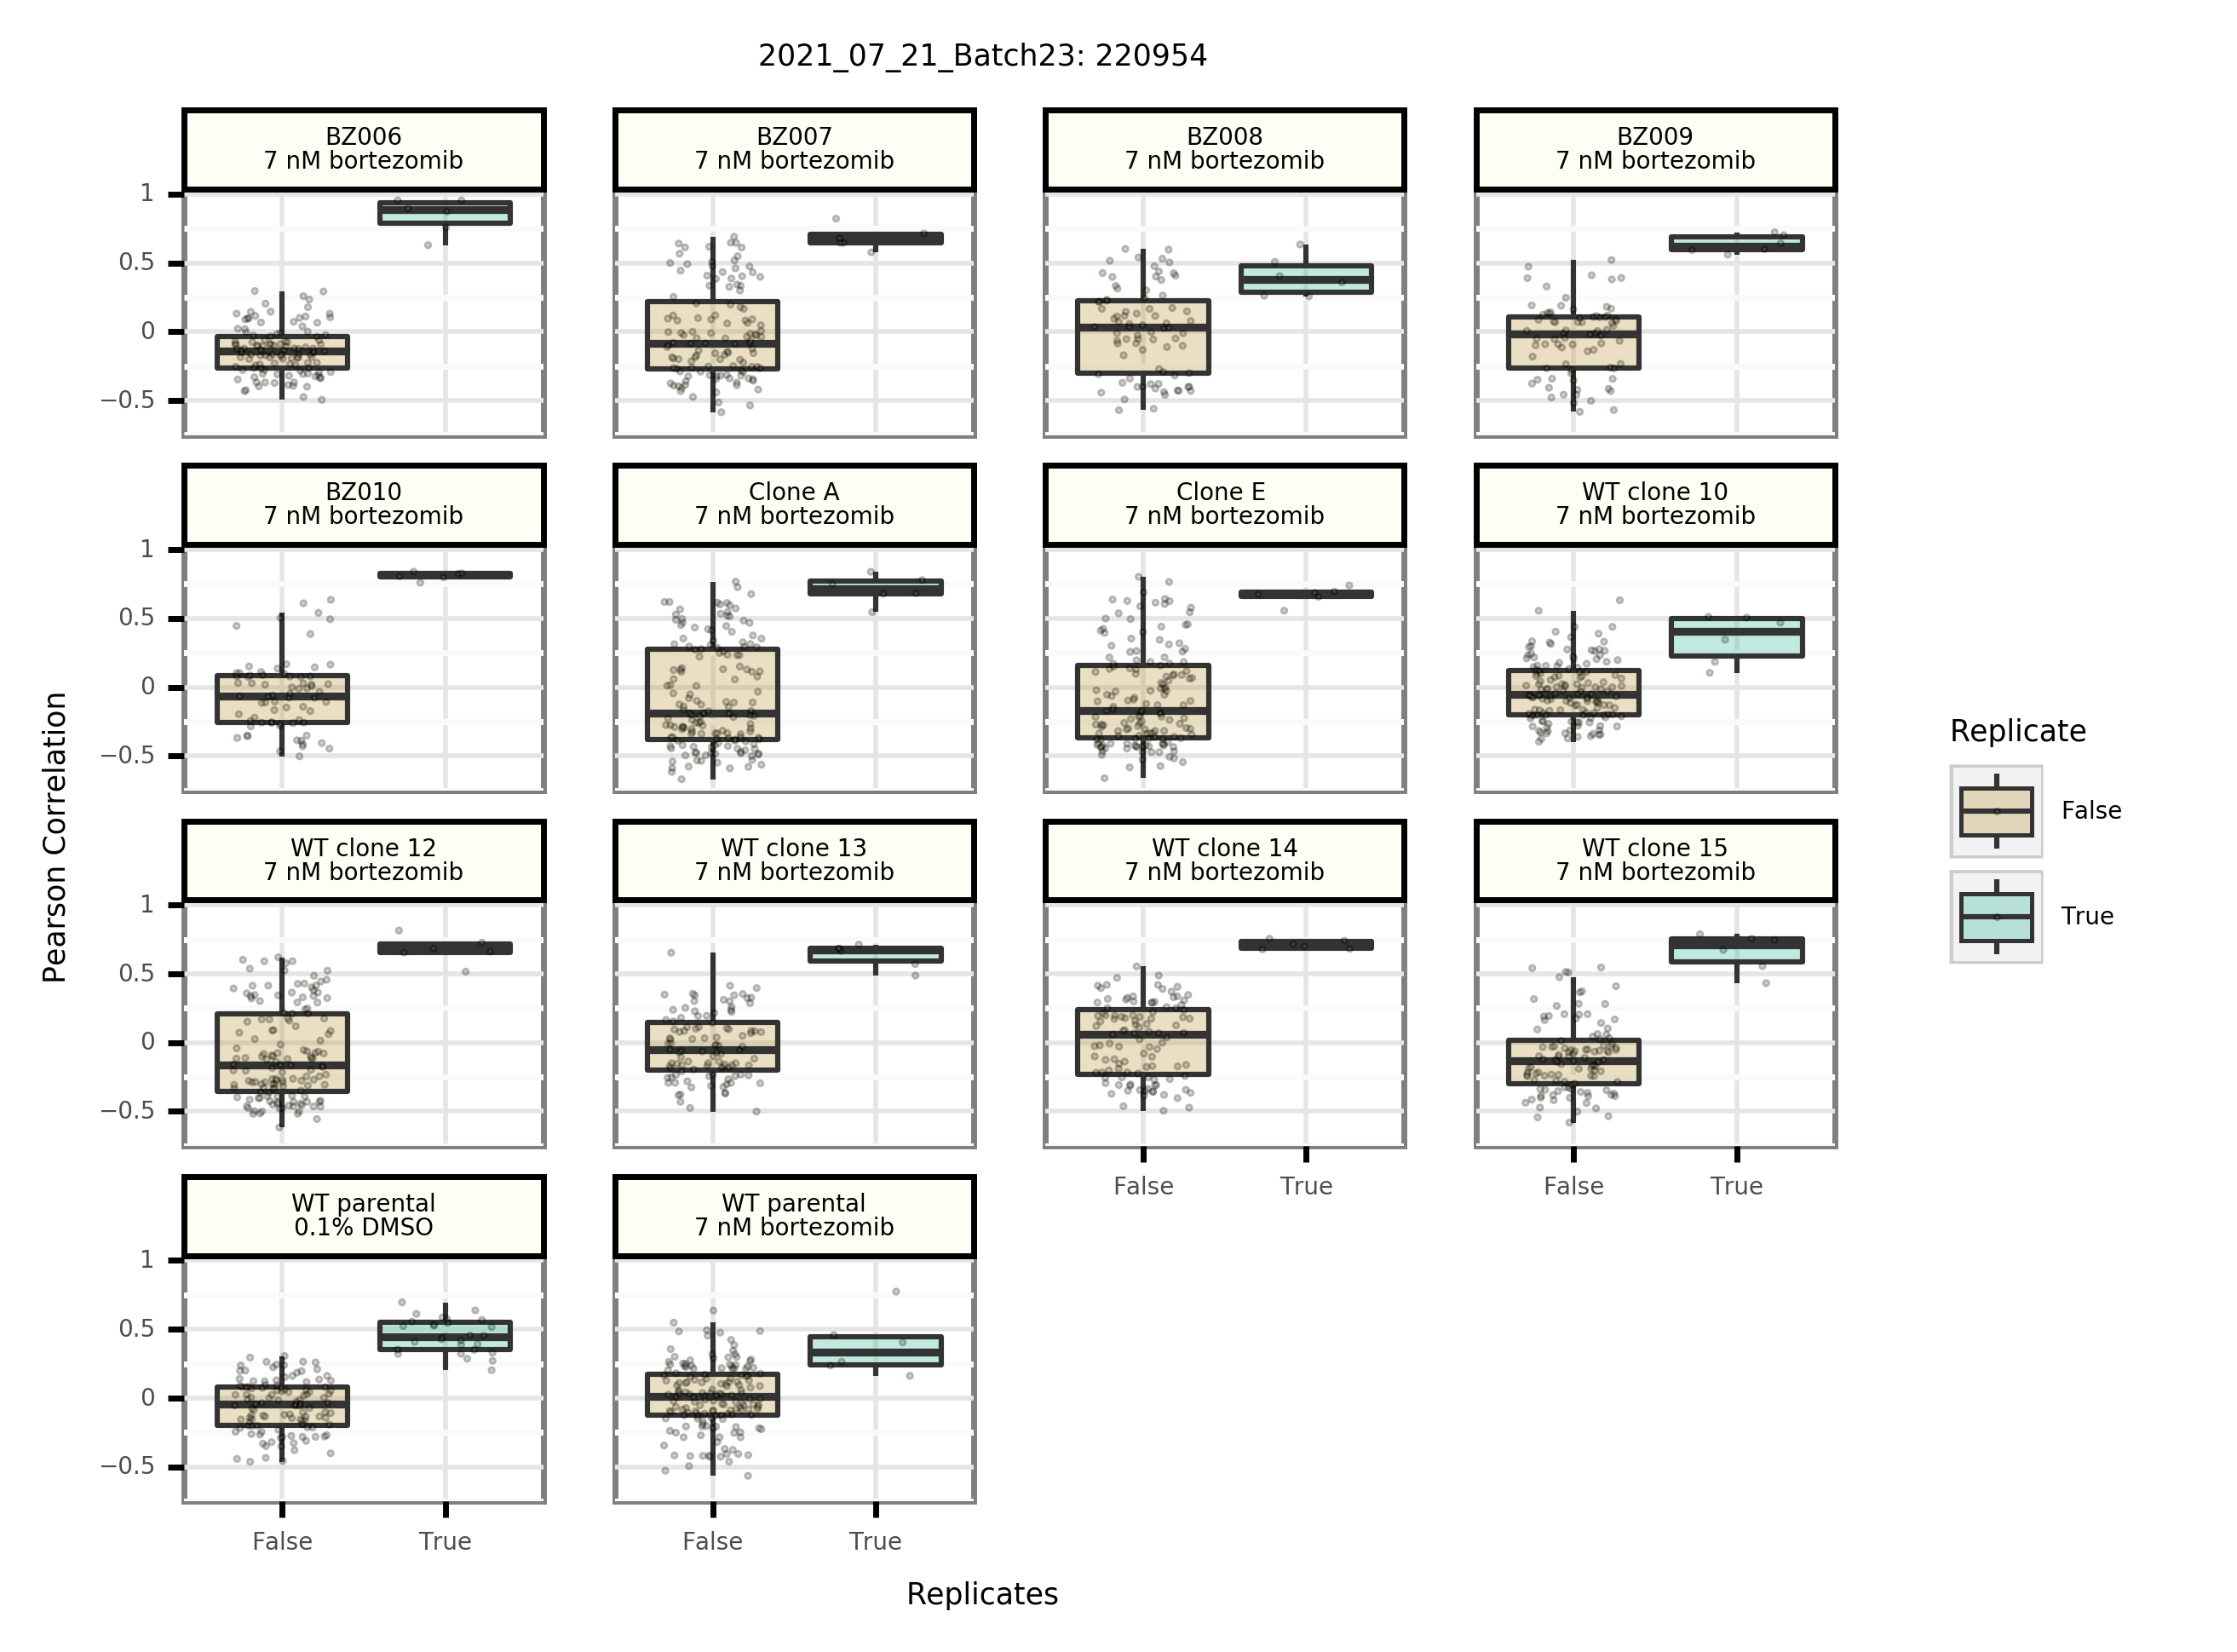 2021_07_21_Batch23: 220954
BZ006
7 nM bortezomib
BZ007
7 nM bortezomib
BZ008
7 nM bortezomib
BZ009
7 nM bortezomib
1
0.5
0
−0.5
BZ010
7 nM bortezomib
Clone A
7 nM bortezomib
Clone E
7 nM bortezomib
WT clone 10
7 nM bortezomib
1
0.5
0
−0.5
WT clone 12
7 nM bortezomib
WT clone 13
7 nM bortezomib
WT clone 14
7 nM bortezomib
WT clone 15
7 nM bortezomib
1
0.5
0
−0.5
False
True
False
True
WT parental
0.1% DMSO
WT parental
7 nM bortezomib
1
0.5
0
−0.5
False
True
False
True
Pearson Correlation
Replicates
Replicate
False
True